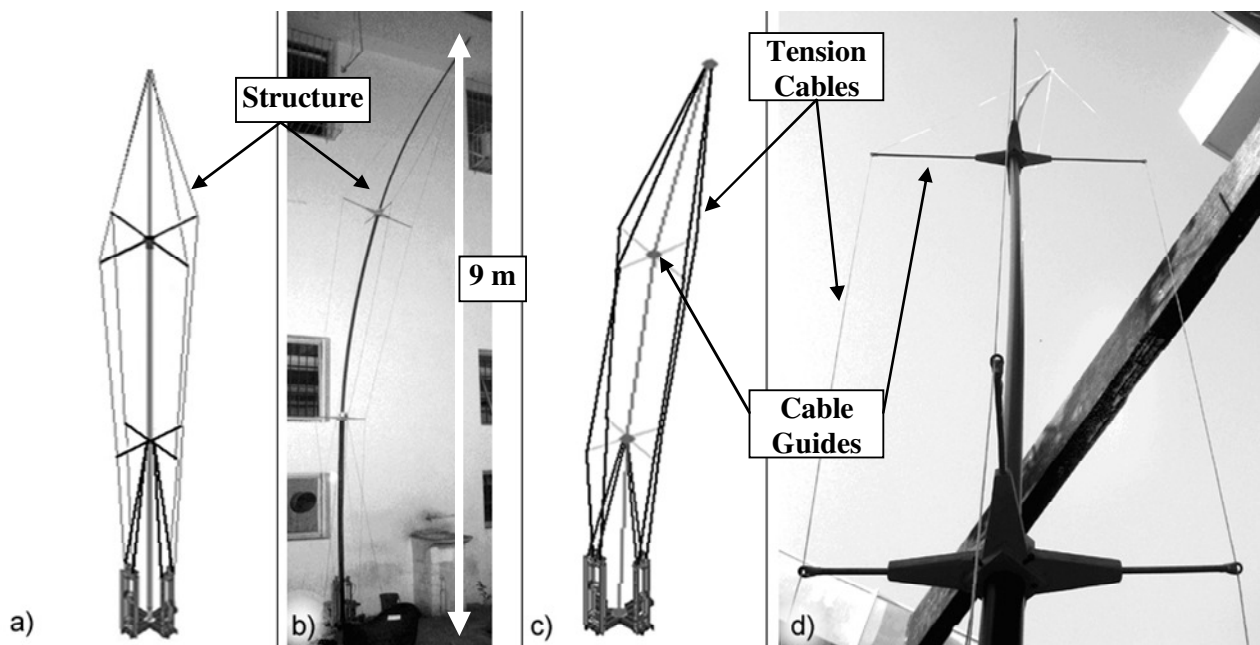 Structure
9 m
Tension
Cables
Cable
Guides
a)
b)
c)
d)